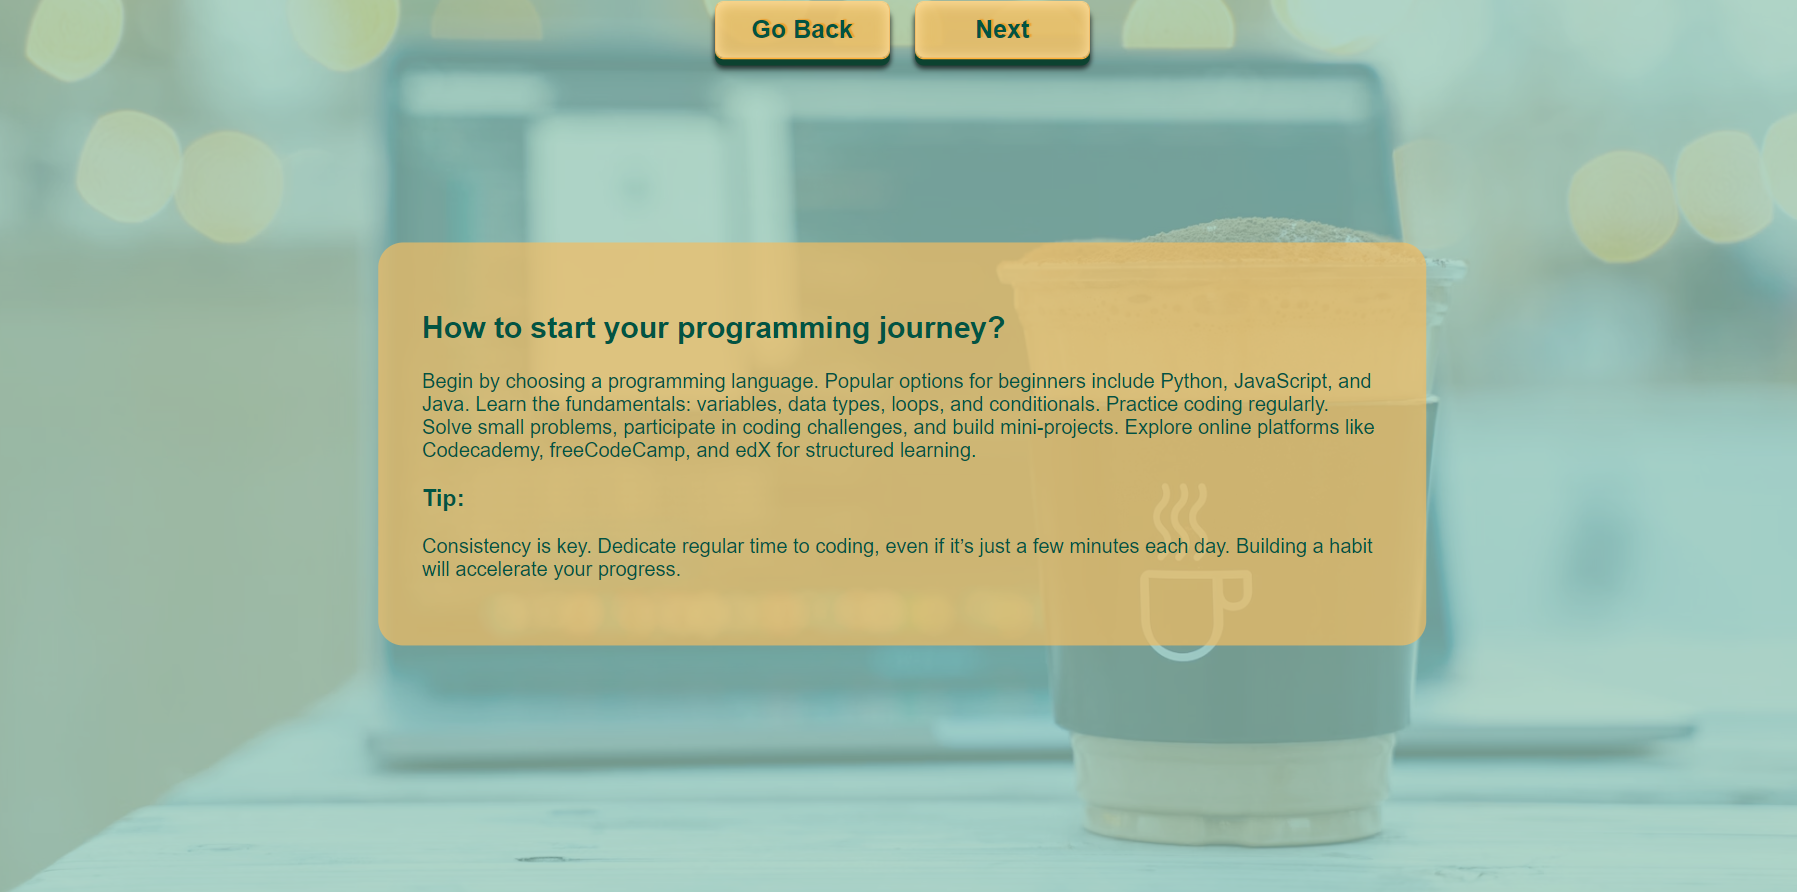 Go Back Next
How to start your programming journey?
Begin by choosing a programming language. Popular options for beginners include Python, JavaScript, and
Java. Learn the fundamentals: variables, data types, loops, and conditionals. Practice coding regularly.
Solve small problems, participate in coding challenges, and build mini-projects. Explore online platforms like
Codecademy, freeCodeCamp, and edX for structured learning.
Tip:
Consistency is key. Dedicate regular time to coding, even if it’s just a few minutes each day. Building a habit
will accelerate your progress.